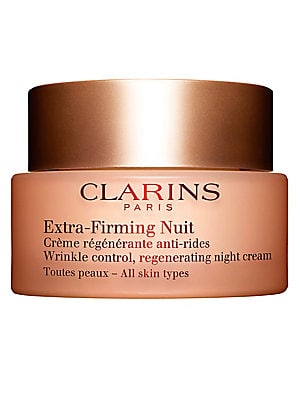 CLARINS
PARIS
Extra-Firming Nuit
Crème régénérante anti-rides
Wrinkle control, regenerating night cream
Toutes peaux – All skin types